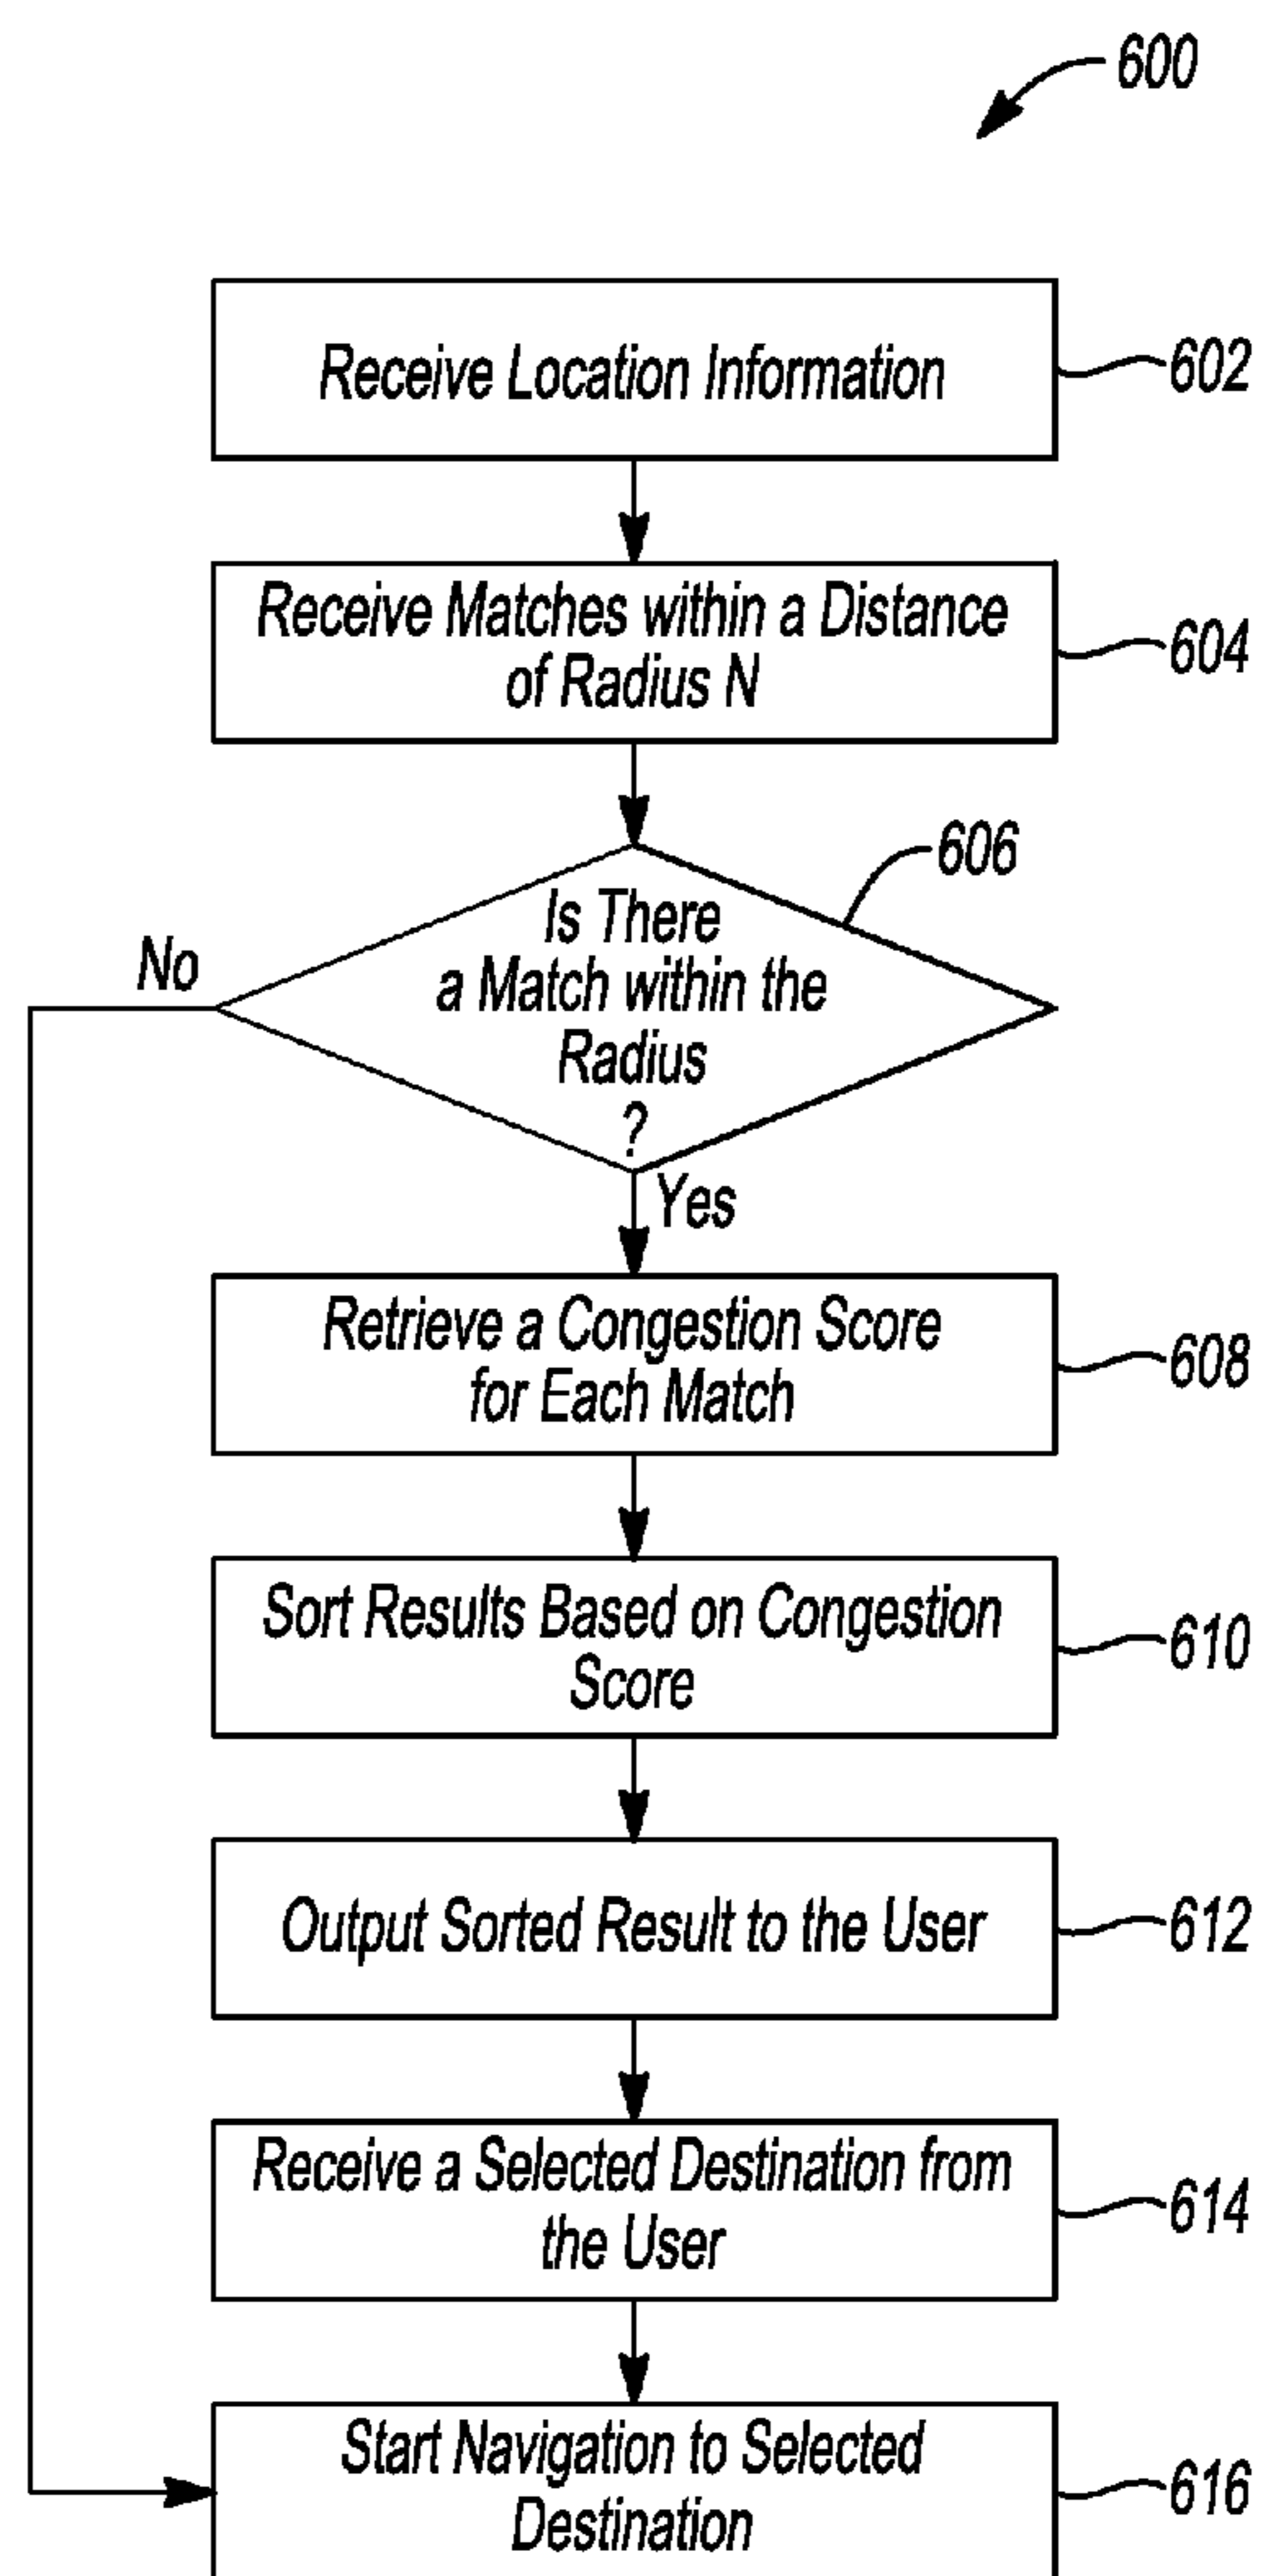 600
Receive Location Information
602
Receive Matches within a Distance
of Radius N
604
606
Is There
a Match within the
Radius
?
No
Yes
Retrieve a Congestion Score
for Each Match
608
Sort Results Based on Congestion
Score
610
Output Sorted Result to the User
612
Receive a Selected Destination from
the User
614
Start Navigation to Selected
Destination
616